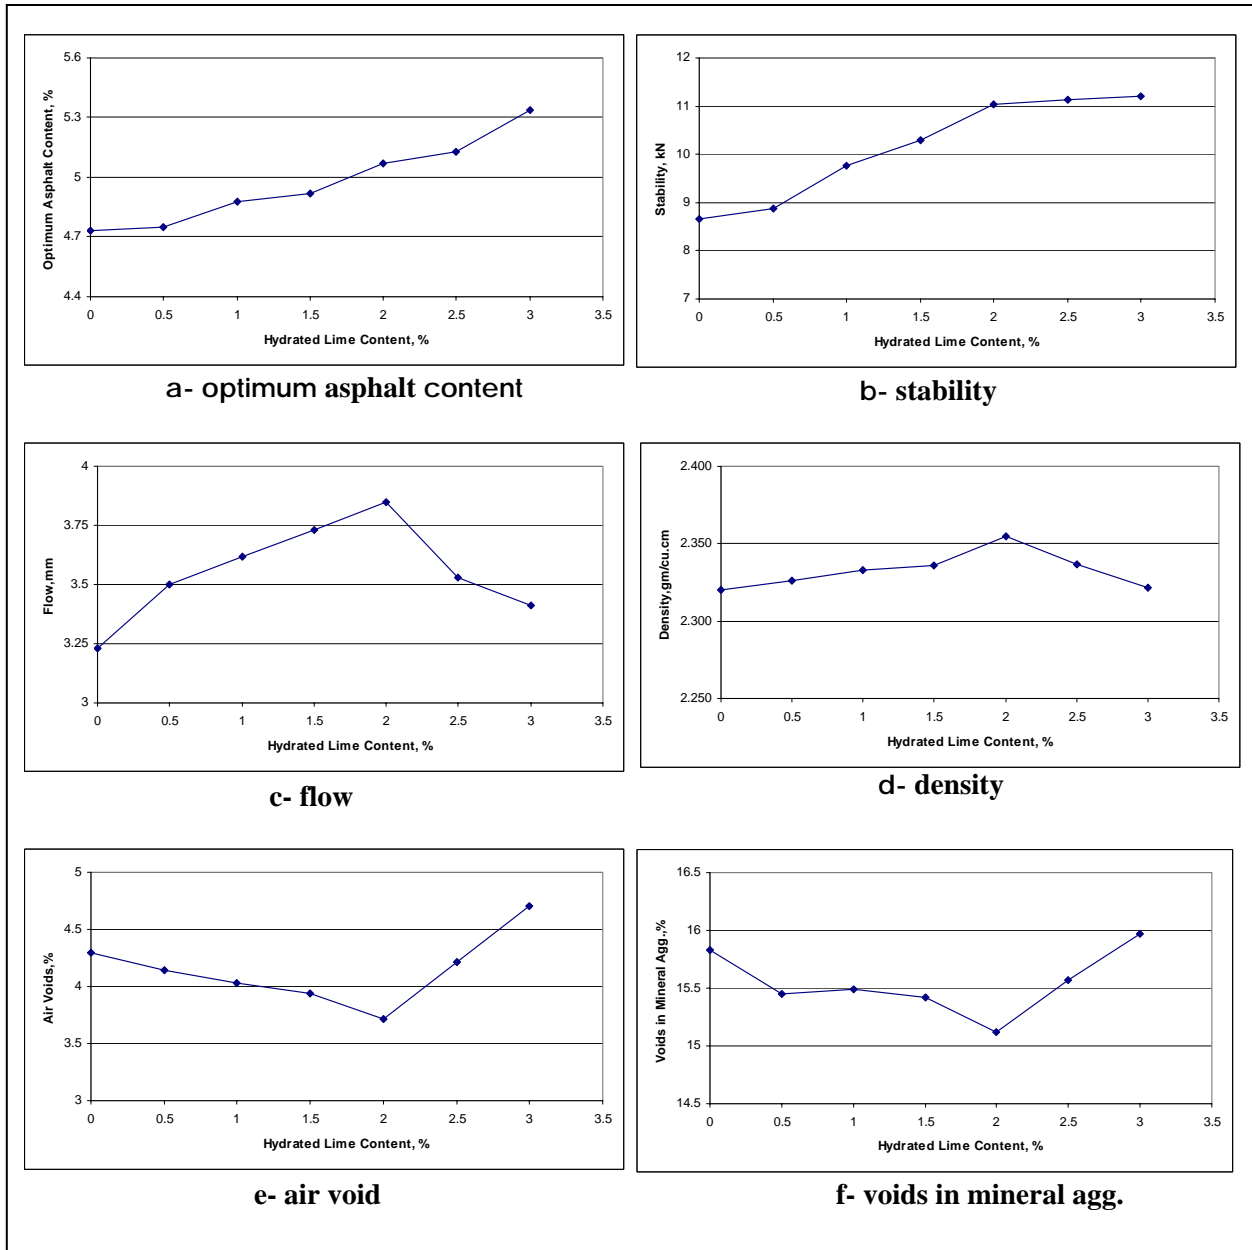 5.6
5.3
5
4.7
4.4
Optimum Asphalt Content, %
0 0.5 1 1.5 2 2.5 3 3.5
Hydrated Lime Content, %
a- optimum asphalt content
12
11
10
9
8
7
Stability, kN
0 0.5 1 1.5 2 2.5 3 3.5
Hydrated Lime Content, %
b- stability
4
3.75
3.5
3.25
3
Flow,mm
0 0.5 1 1.5 2 2.5 3 3.5
Hydrated Lime Content, %
c- flow
2.400
2.350
2.300
2.250
Density,gm/cu.cm
0 0.5 1 1.5 2 2.5 3 3.5
Hydrated Lime Content, %
d- density
5
4.5
4
3.5
3
Air Voids,%
0 0.5 1 1.5 2 2.5 3 3.5
Hydrated Lime Content, %
e- air void
16.5
16
15.5
15
14.5
Voids in Mineral Agg.,%
0 0.5 1 1.5 2 2.5 3 3.5
Hydrated Lime Content, %
f- voids in mineral agg.